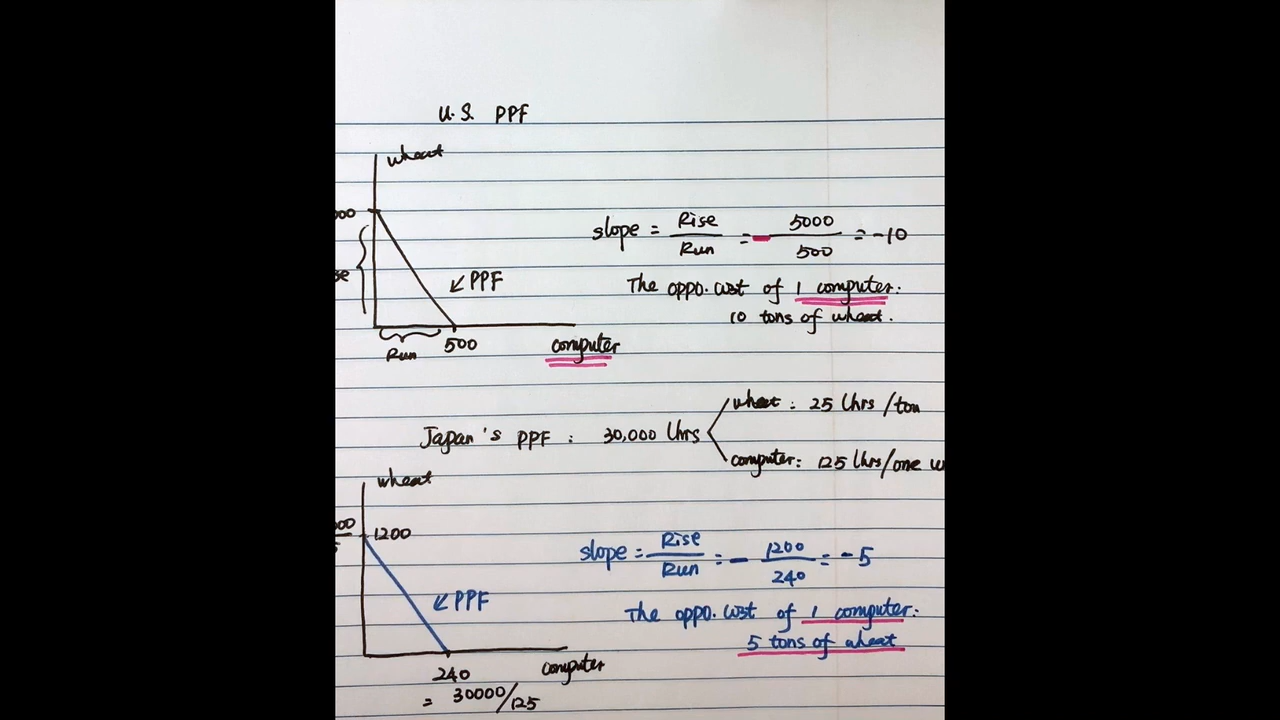 U.S. PPF
wheat
slope = Rise/Run = - 5000/500 = -10
PPF
The oppo. cost of 1 computer:
10 tons of wheat.
Run
500
computer
wheat: 25 lhrs/ton
Japan's PPF: 30,000 lhrs
computer: 125 lhrs/one
wheat
1200
slope = Rise/Run = - 1200/240 = -5
PPF
The oppo. cost of 1 computer:
5 tons of wheat
240
computer
= 30000/125